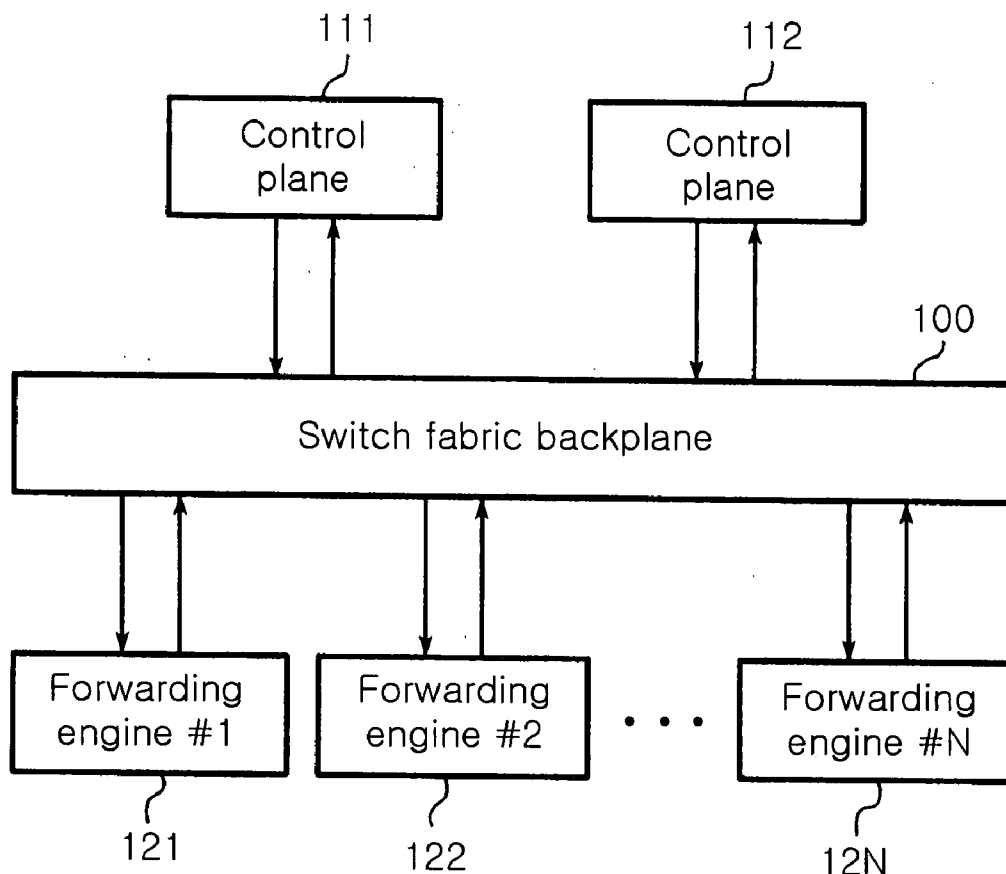 111
112
Control
plane
Control
plane
100
Switch fabric backplane
Forwarding
engine #1
Forwarding
engine #2
Forwarding
engine #N
121
122
12N